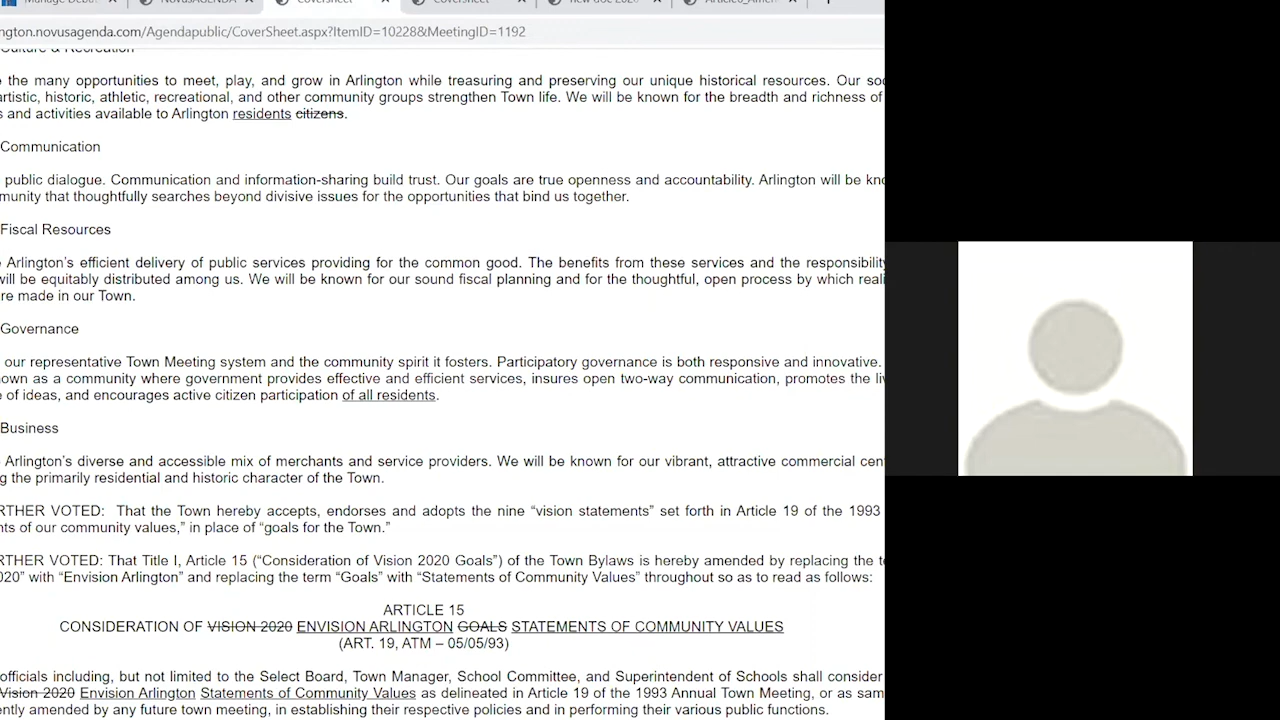 Manage Debat
NovusAGENDA
CoverSheet
CoverSheet
new doc 2020
Article6_Amen
ngton.novusagenda.com/Agendapublic/CoverSheet.aspx?ItemID=10228&MeetingID=1192
Culture & Recreation
the many opportunities to meet, play, and grow in Arlington while treasuring and preserving our unique historical resources. Our soc
artistic, historic, athletic, recreational, and other community groups strengthen Town life. We will be known for the breadth and richness of
s and activities available to Arlington residents citizens.
Communication
public dialogue. Communication and information-sharing build trust. Our goals are true openness and accountability. Arlington will be kno
munity that thoughtfully searches beyond divisive issues for the opportunities that bind us together.
Fiscal Resources
Arlington’s efficient delivery of public services providing for the common good. The benefits from these services and the responsibility
will be equitably distributed among us. We will be known for our sound fiscal planning and for the thoughtful, open process by which reali
re made in our Town.
Governance
our representative Town Meeting system and the community spirit it fosters. Participatory governance is both responsive and innovative.
own as a community where government provides effective and efficient services, insures open two-way communication, promotes the liv
e of ideas, and encourages active citizen participation of all residents.
Business
Arlington’s diverse and accessible mix of merchants and service providers. We will be known for our vibrant, attractive commercial cen
g the primarily residential and historic character of the Town.
RTHER VOTED: That the Town hereby accepts, endorses and adopts the nine “vision statements” set forth in Article 19 of the 1993
nts of our community values,” in place of “goals for the Town.”
RTHER VOTED: That Title I, Article 15 (“Consideration of Vision 2020 Goals”) of the Town Bylaws is hereby amended by replacing the te
020” with “Envision Arlington” and replacing the term “Goals” with “Statements of Community Values” throughout so as to read as follows:
ARTICLE 15
CONSIDERATION OF VISION 2020 ENVISION ARLINGTON GOALS STATEMENTS OF COMMUNITY VALUES
(ART. 19, ATM – 05/05/93)
officials including, but not limited to the Select Board, Town Manager, School Committee, and Superintendent of Schools shall consider
Vision 2020 Envision Arlington Statements of Community Values as delineated in Article 19 of the 1993 Annual Town Meeting, or as sam
ently amended by any future town meeting, in establishing their respective policies and in performing their various public functions.